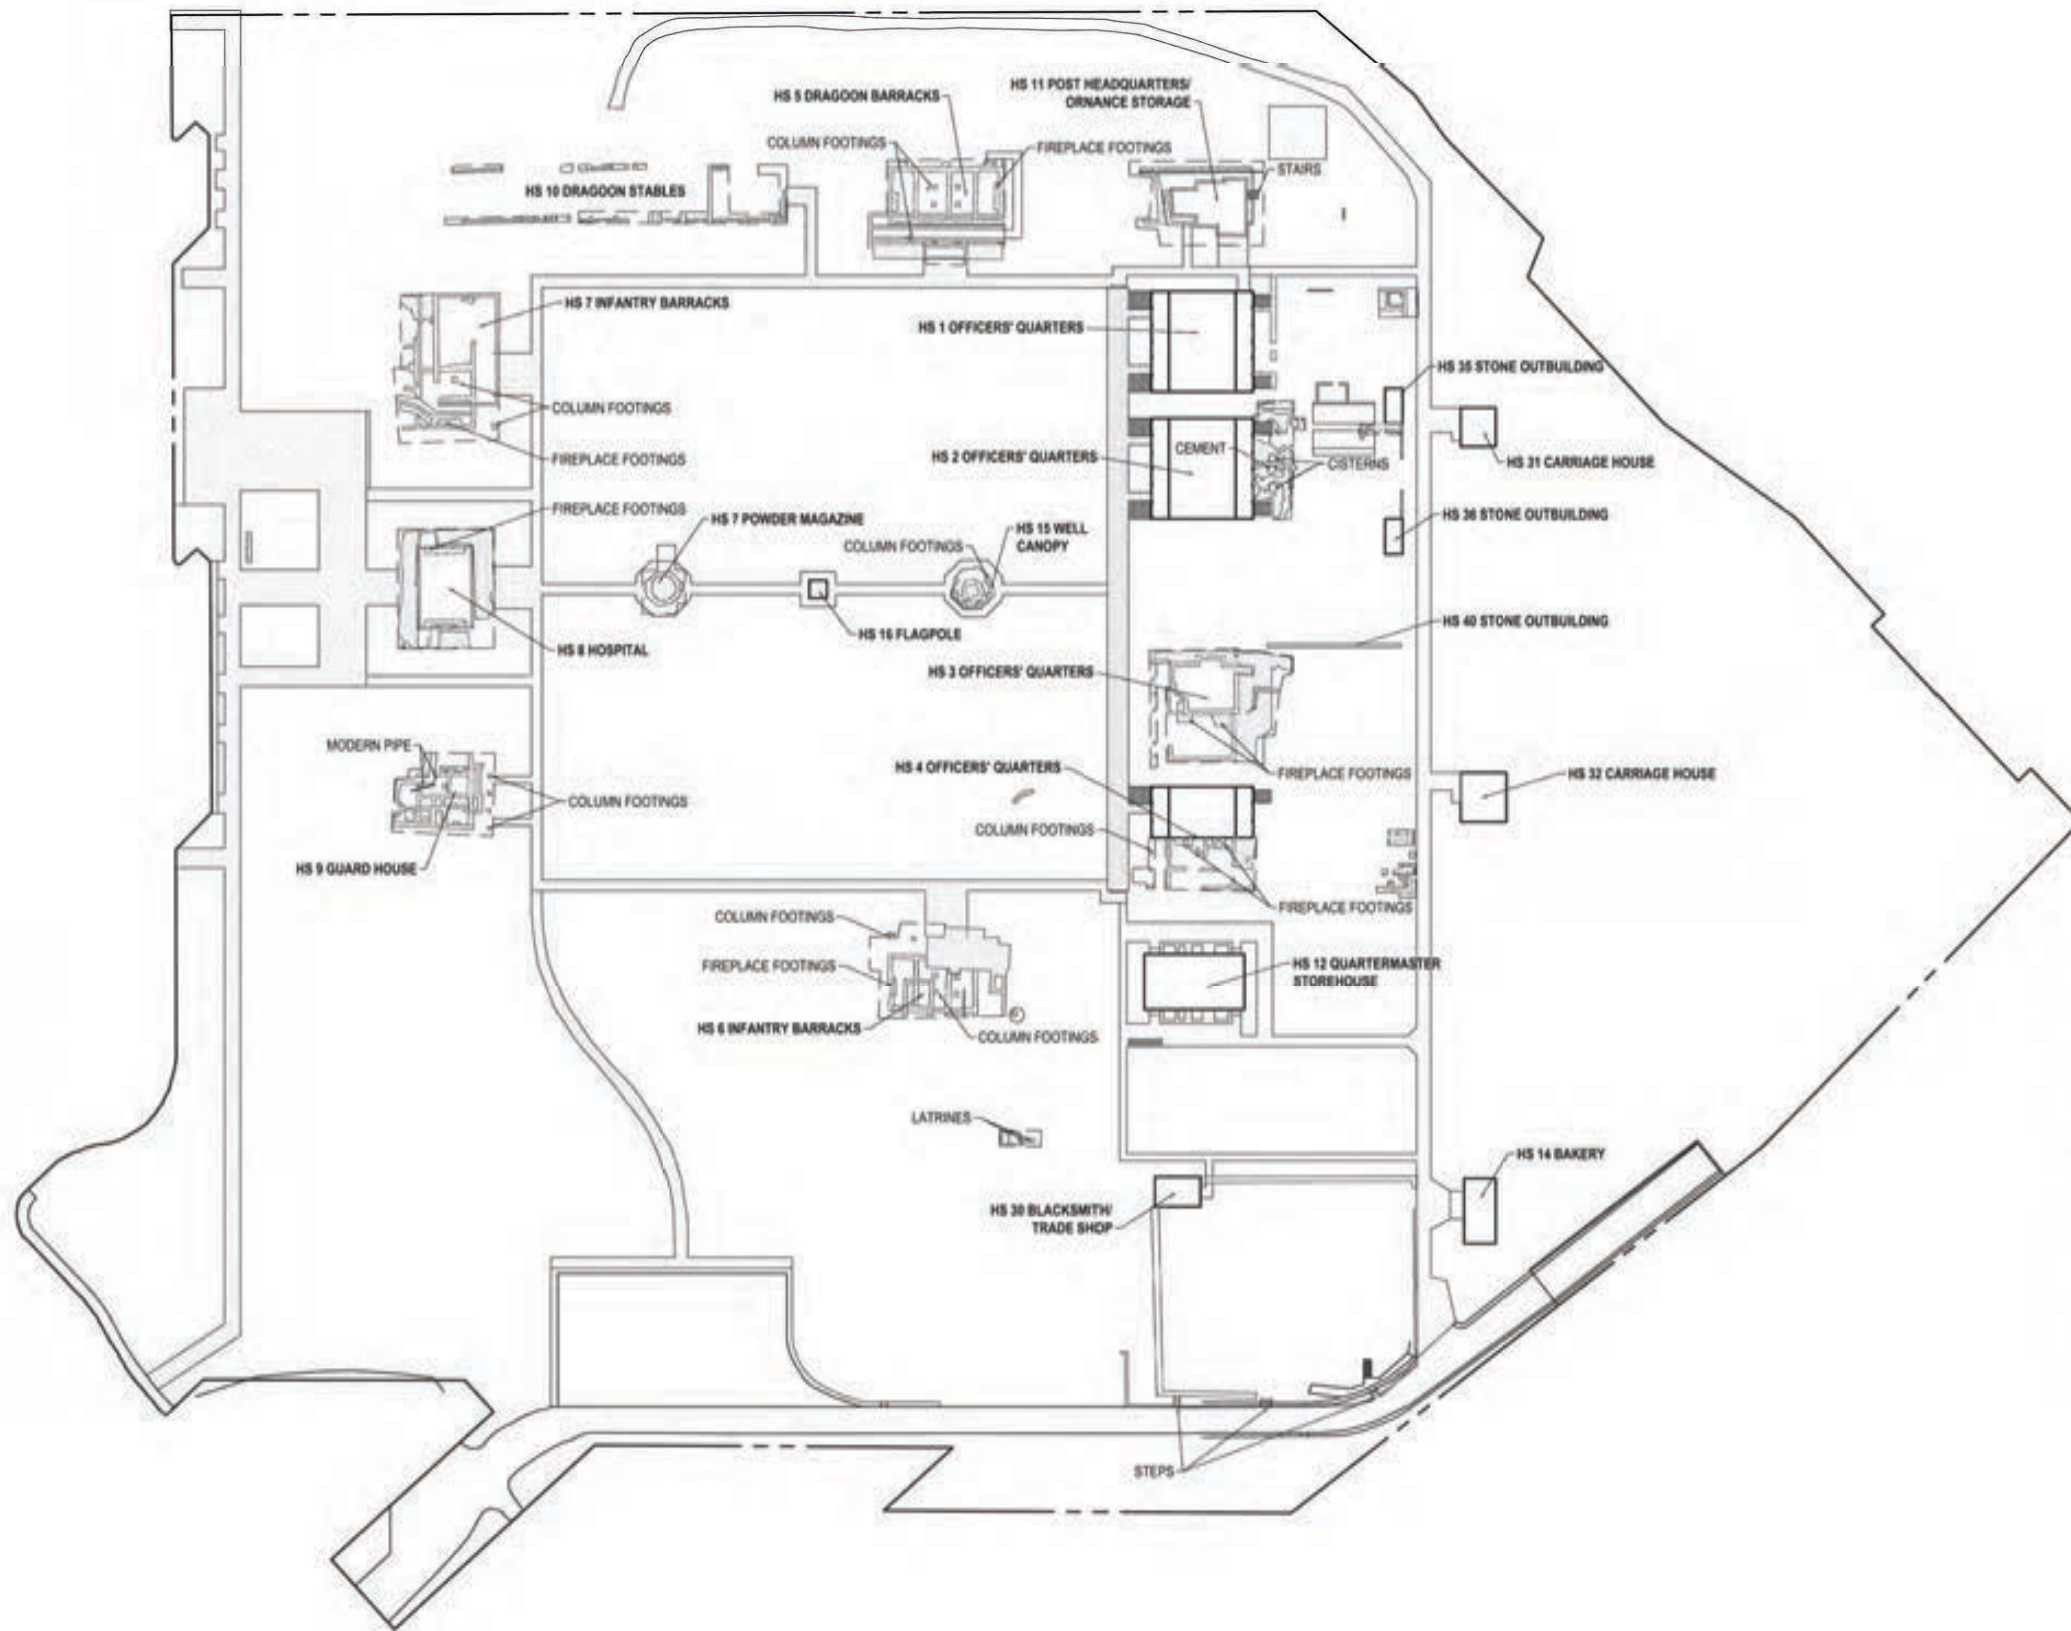 HS 5 DRAGOON BARRACKS
HS 11 POST HEADQUARTERS/
ORNANCE STORAGE
COLUMN FOOTINGS
FIREPLACE FOOTINGS
STAIRS
HS 10 DRAGOON STABLES
HS 7 INFANTRY BARRACKS
HS 1 OFFICERS' QUARTERS
HS 35 STONE OUTBUILDING
COLUMN FOOTINGS
FIREPLACE FOOTINGS
HS 2 OFFICERS' QUARTERS
CEMENT
CISTERNS
HS 31 CARRIAGE HOUSE
FIREPLACE FOOTINGS
HS 7 POWDER MAGAZINE
HS 15 WELL
CANOPY
COLUMN FOOTINGS
HS 36 STONE OUTBUILDING
HS 16 FLAGPOLE
HS 8 HOSPITAL
HS 40 STONE OUTBUILDING
HS 3 OFFICERS' QUARTERS
MODERN PIPE
HS 4 OFFICERS' QUARTERS
FIREPLACE FOOTINGS
HS 32 CARRIAGE HOUSE
COLUMN FOOTINGS
COLUMN FOOTINGS
HS 9 GUARD HOUSE
FIREPLACE FOOTINGS
COLUMN FOOTINGS
FIREPLACE FOOTINGS
HS 12 QUARTERMASTER
STOREHOUSE
HS 6 INFANTRY BARRACKS
COLUMN FOOTINGS
LATRINES
HS 14 BAKERY
HS 30 BLACKSMITH/
TRADE SHOP
STEPS